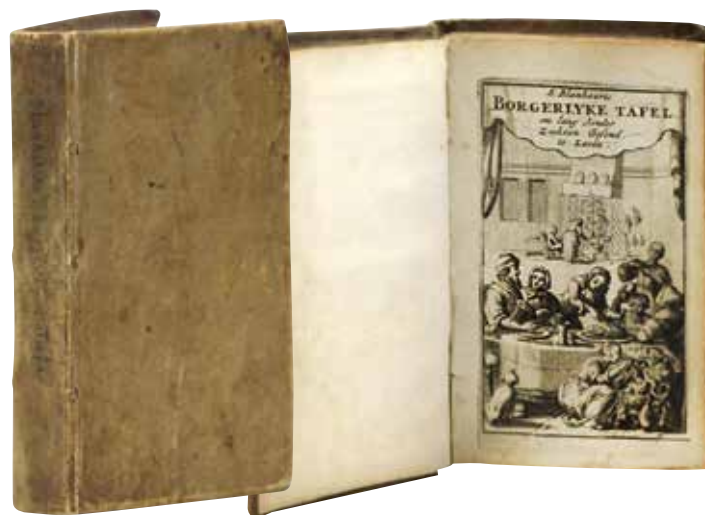 S. Blankaarts
BORGERLYKE TAFEL
om lang sonder
Ziekten Gesond
te Leven